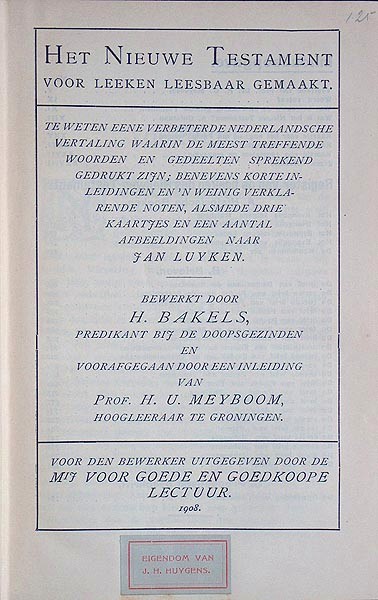 125
HET NIEUWE TESTAMENT
VOOR LEEKEN LEESBAAR GEMAAKT.
TE WETEN EENE VERBETERDE NEDERLANDSCHE
VERTALING WAARIN DE MEEST TREFFENDE
WOORDEN EN GEDEELTEN SPREKEND
GEDRUKT ZIJN; BENEVENS KORTE IN-
LEIDINGEN EN 'N WEINIG VERKLA-
RENDE NOTEN, ALSMEDE DRIE
KAARTJES EN EEN AANTAL
AFBEELDINGEN NAAR
JAN LUYKEN.
BEWERKT DOOR
H. BAKELS,
PREDIKANT BIJ DE DOOPSGEZINDEN
EN
VOORAFGEGAAN DOOR EEN INLEIDING
VAN
PROF. H. U. MEYBOOM,
HOOGLEERAAR TE GRONINGEN.
VOOR DEN BEWERKER UITGEGEVEN DOOR DE
MIJ VOOR GOEDE EN GOEDKOOPE
LECTUUR.
1908.
EIGENDOM VAN
J. H. HUYGENS.